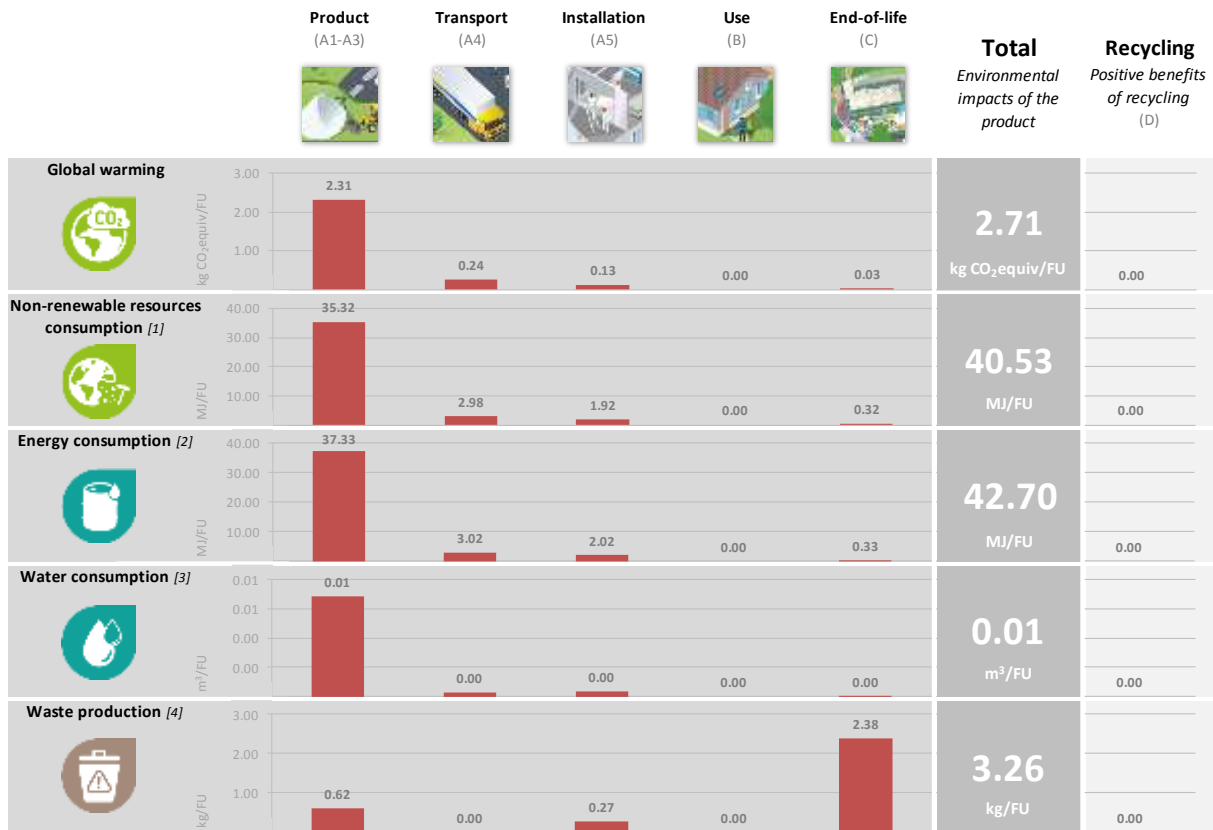 Product
(A1-A3)
Transport
(A4)
Installation
(A5)
Use
(B)
End-of-life
(C)
Total
Environmental
impacts of the
product
Recycling
Positive benefits
of recycling
(D)
Global warming
CO2
kg CO₂equiv/FU
3.00
2.00
1.00
2.31
0.24
0.13
0.00
0.03
2.71
kg CO₂equiv/FU
0.00
Non-renewable resources
consumption [1]
MJ/FU
40.00
30.00
20.00
10.00
35.32
2.98
1.92
0.00
0.32
40.53
MJ/FU
0.00
Energy consumption [2]
MJ/FU
40.00
30.00
20.00
10.00
37.33
3.02
2.02
0.00
0.33
42.70
MJ/FU
0.00
Water consumption [3]
m³/FU
0.01
0.01
0.00
0.00
0.01
0.00
0.00
0.00
0.00
0.01
m³/FU
0.00
Waste production [4]
kg/FU
3.00
2.00
1.00
0.62
0.00
0.27
0.00
2.38
3.26
kg/FU
0.00